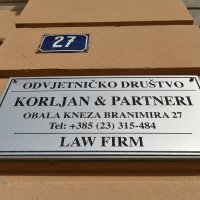 27
ODVJETNIČKO DRUŠTVO
KORLJAN & PARTNERI
OBALA KNEZA BRANIMIRA 27
Tel: +385 (23) 315-484
LAW FIRM